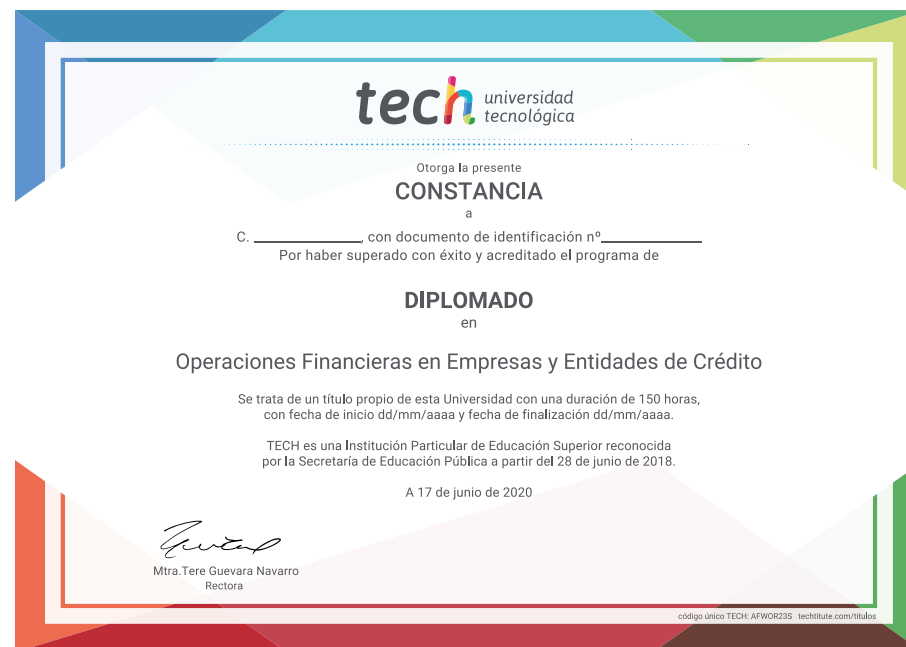 tech universidad
tecnológica
Otorga la presente
CONSTANCIA
a
C. ____________, con documento de identificación nº____________
Por haber superado con éxito y acreditado el programa de
DIPLOMADO
en
Operaciones Financieras en Empresas y Entidades de Crédito
Se trata de un título propio de esta Universidad con una duración de 150 horas,
con fecha de inicio dd/mm/aaaa y fecha de finalización dd/mm/aaaa.
TECH es una Institución Particular de Educación Superior reconocida
por la Secretaría de Educación Pública a partir del 28 de junio de 2018.
A 17 de junio de 2020
Mtra.Tere Guevara Navarro
Rectora
código único TECH: AFWOR23S techtitute.com/titulos